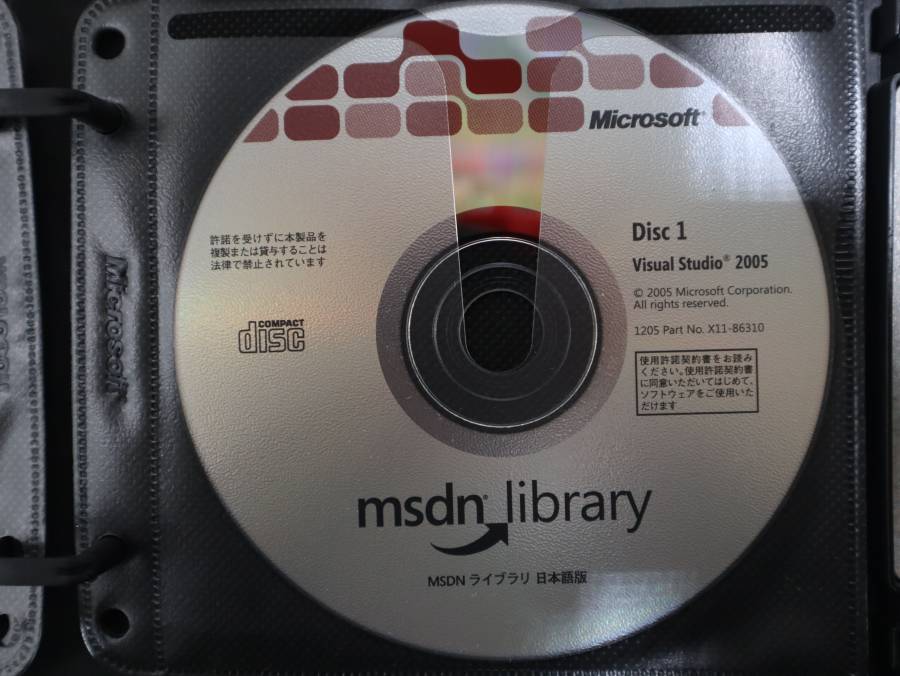 Microsoft®
許諾を受けずに本製品を
複製または貸与することは
法律で禁止されています
COMPACT
disc
Disc 1
Visual Studio® 2005
© 2005 Microsoft Corporation.
All rights reserved.
1205 Part No. X11-86310
使用許諾契約書をお読み
ください。使用許諾契約書
に同意いただいてはじめて、
ソフトウェアをご使用いた
だけます
msdn® library
MSDN ライブラリ 日本語版
Microsoft